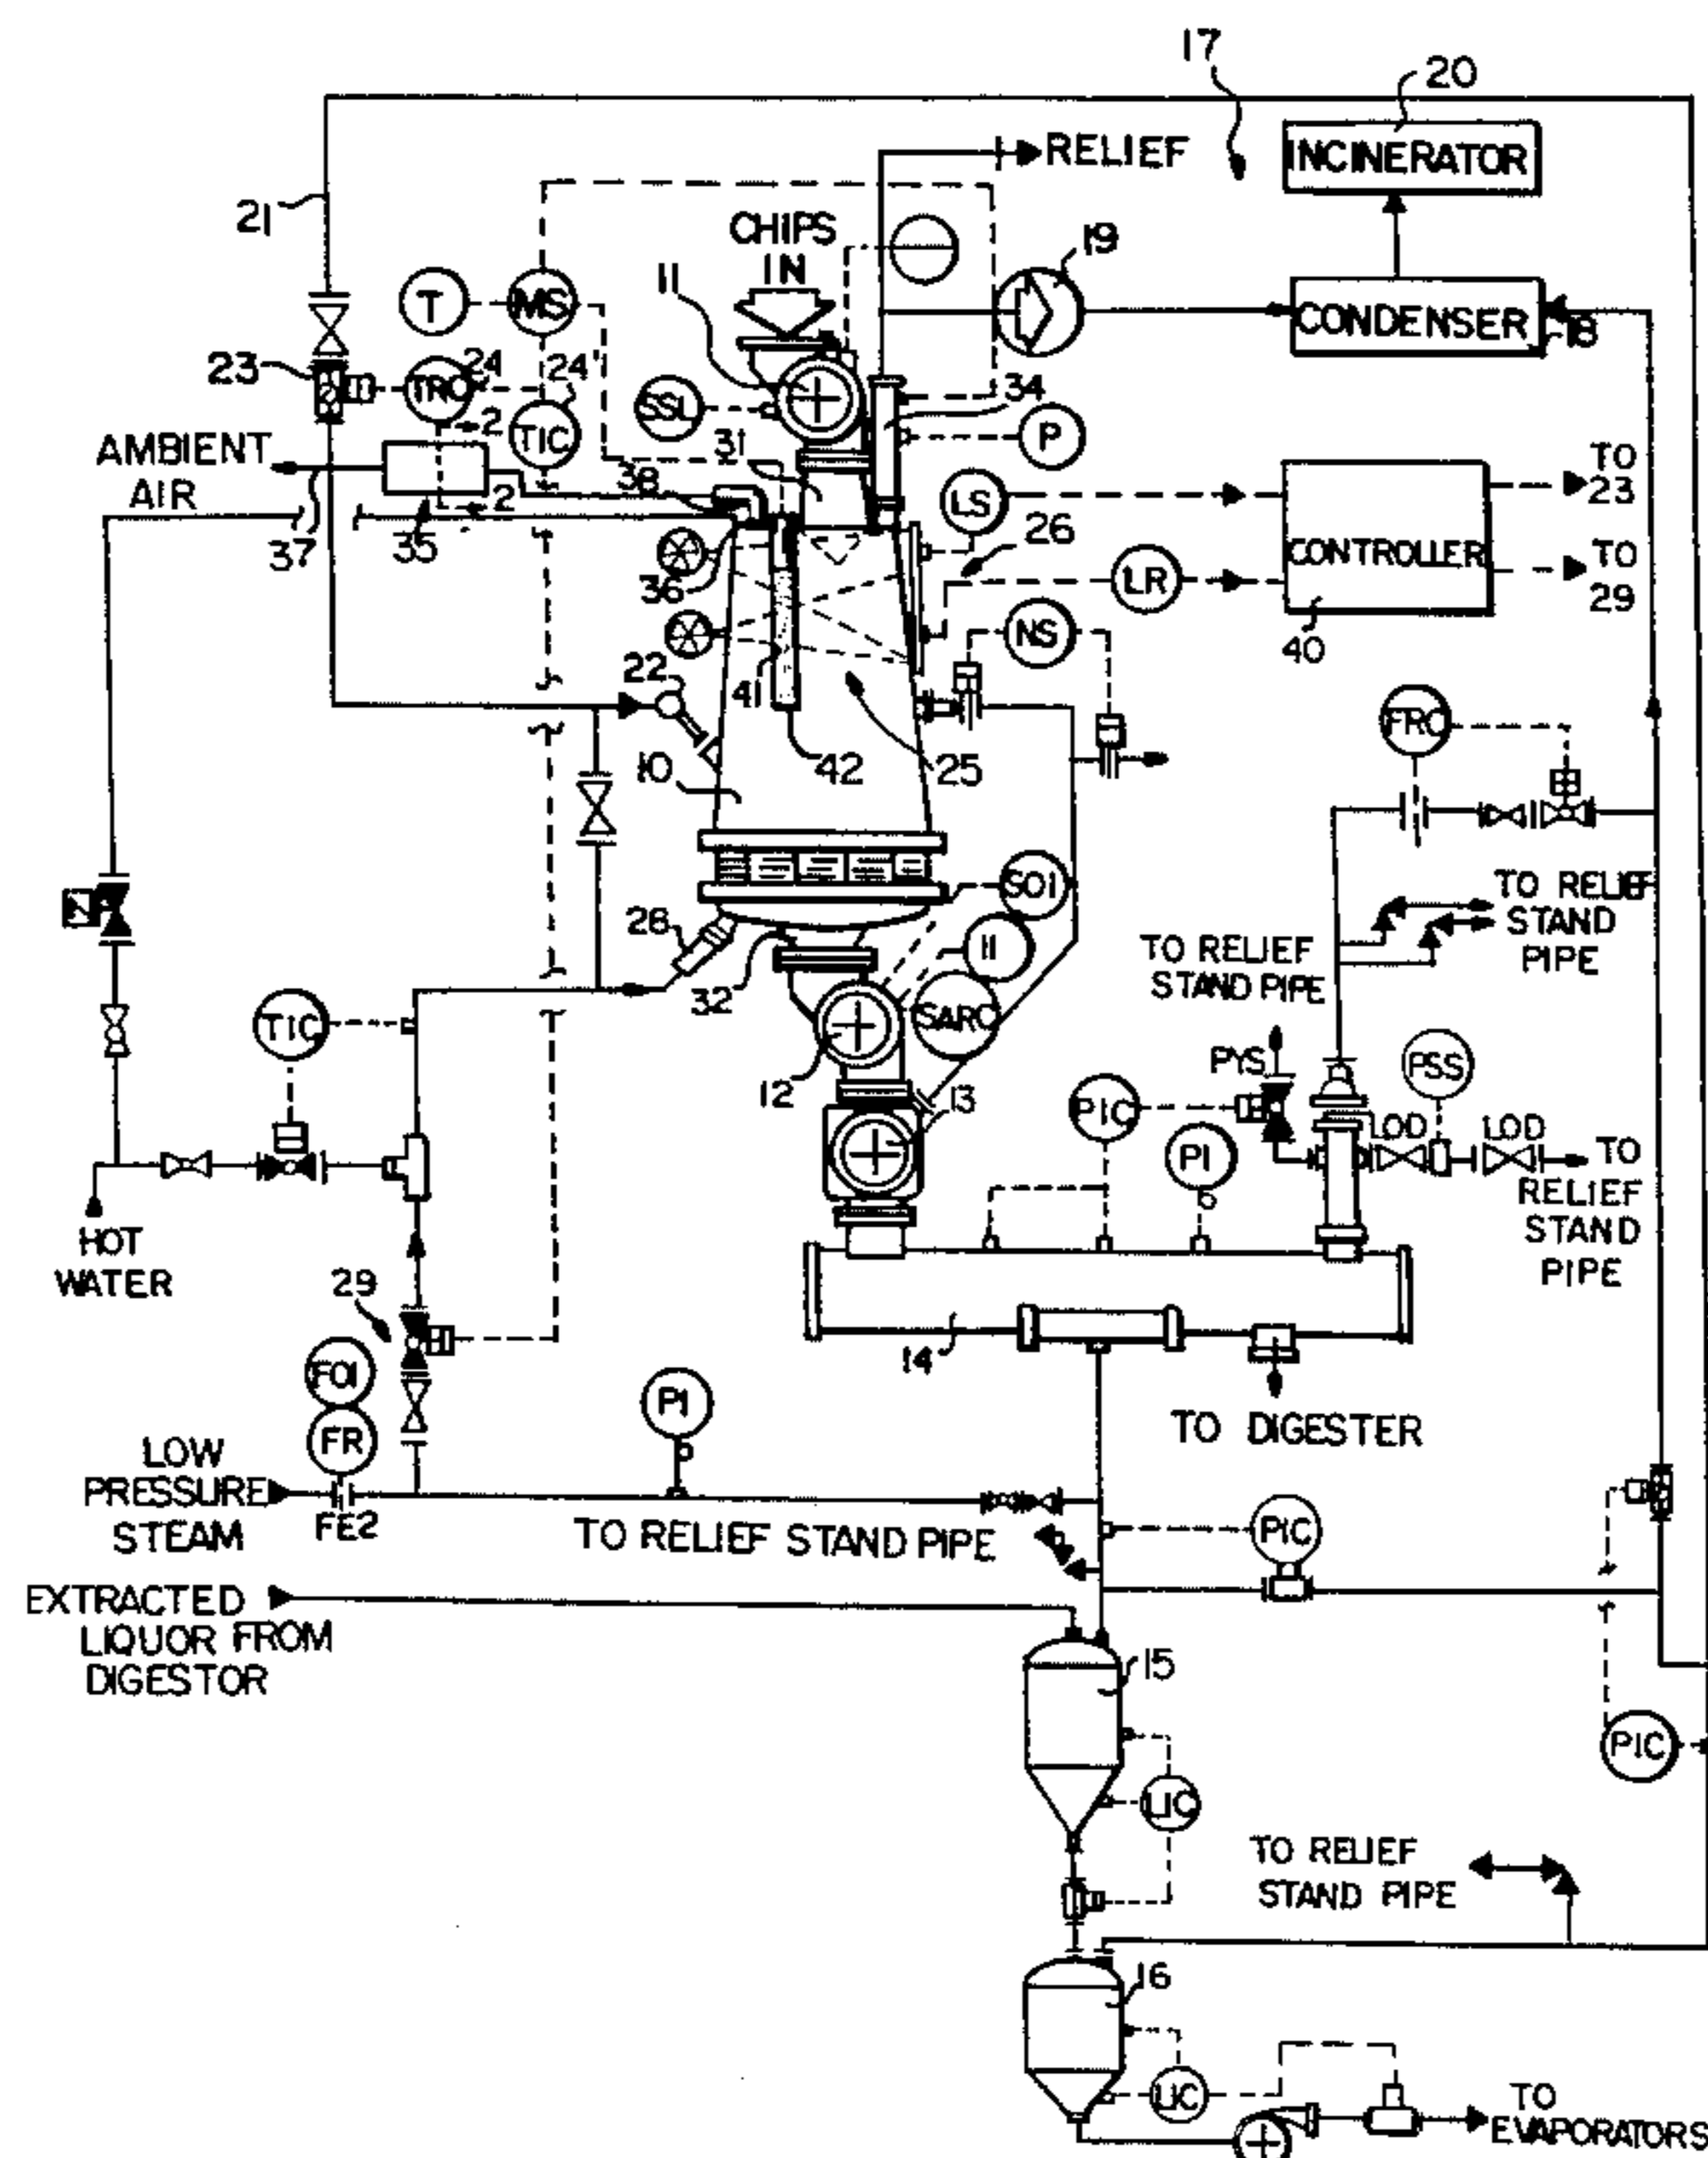 17
20
RELIEF
INCINERATOR
21
CHIPS
IN
19
11
T
MS
CONDENSER
18
23
TRC
24
24'
34
SSL
TIC
31
P
2
AMBIENT
AIR
38
LS
TO
23
2
37
35
26
CONTROLLER
36
LR
TO
29
NS
40
22
41
FRC
10
42
25
SO1
TO RELIEF
STAND
PIPE
28
11
TO RELIEF
STAND PIPE
32
SARC
TIC
PYS
PSS
12
13
PIC
LOD
LOD
PI
TO
RELIEF
STAND
PIPE
HOT
WATER
29
14
FQI
PI
TO DIGESTER
LOW
PRESSURE
STEAM
FR
FE2
TO RELIEF STAND PIPE
PIC
EXTRACTED
LIQUOR FROM
DIGESTOR
15
PIC
LIC
TO RELIEF
STAND PIPE
16
LIC
TO
EVAPORATORS